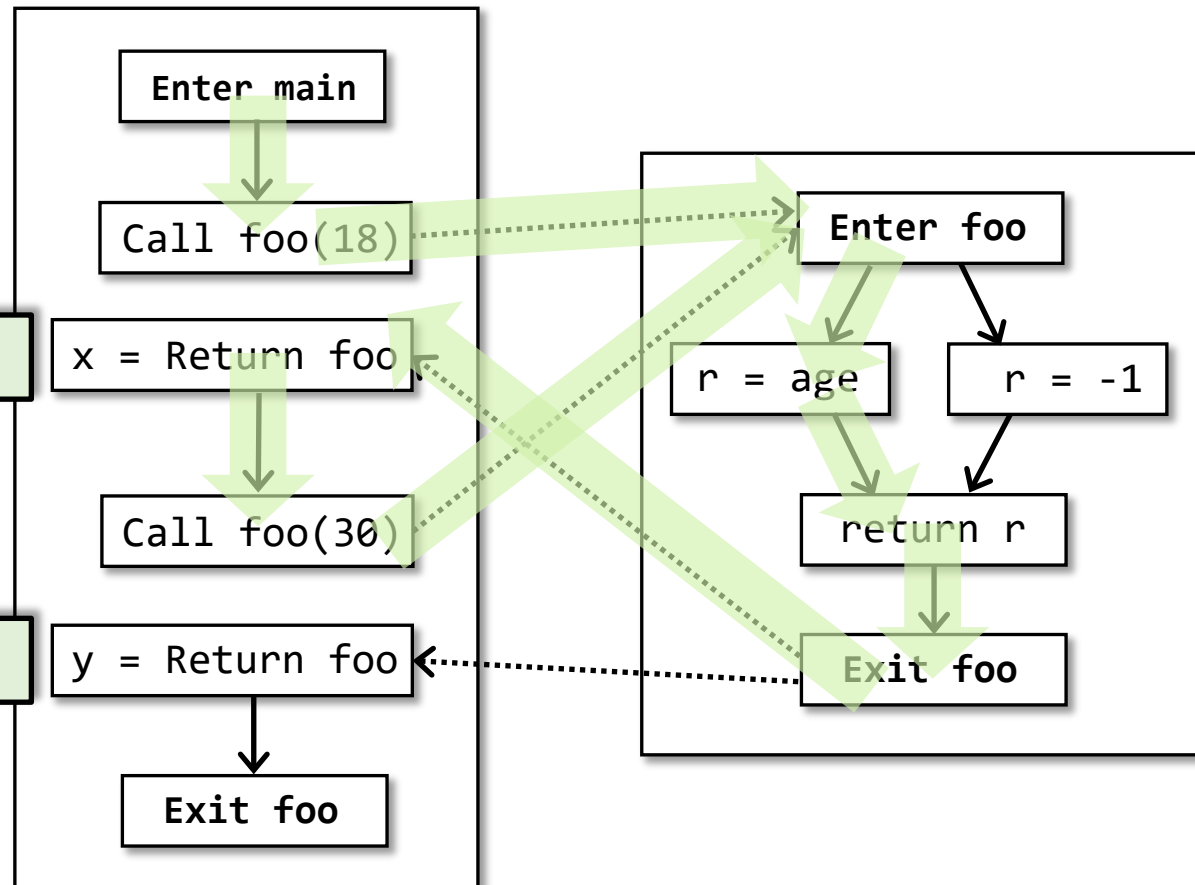 Enter main
Call foo(18)
x = Return foo
Call foo(30)
y = Return foo
Exit foo
Enter foo
r = age
r = -1
return r
Exit foo